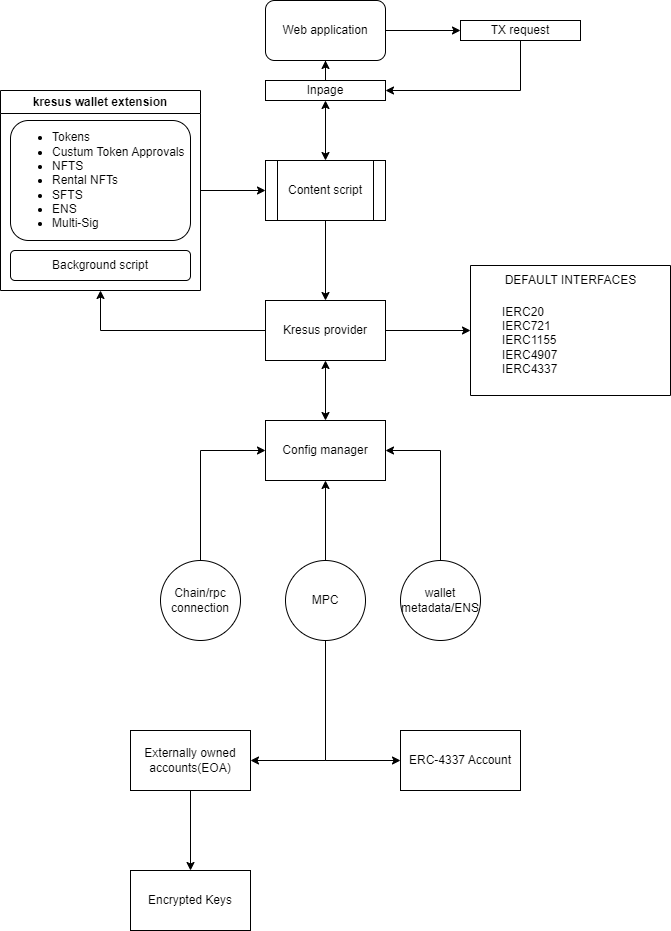 Web application
TX request
Inpage
kresus wallet extension
Tokens
Custum Token Approvals
NFTS
Rental NFTs
SFTS
ENS
Multi-Sig
Content script
Background script
DEFAULT INTERFACES
IERC20
IERC721
IERC1155
IERC4907
IERC4337
Kresus provider
Config manager
Chain/rpc
connection
MPC
wallet
metadata/ENS
Externally owned
accounts(EOA)
ERC-4337 Account
Encrypted Keys